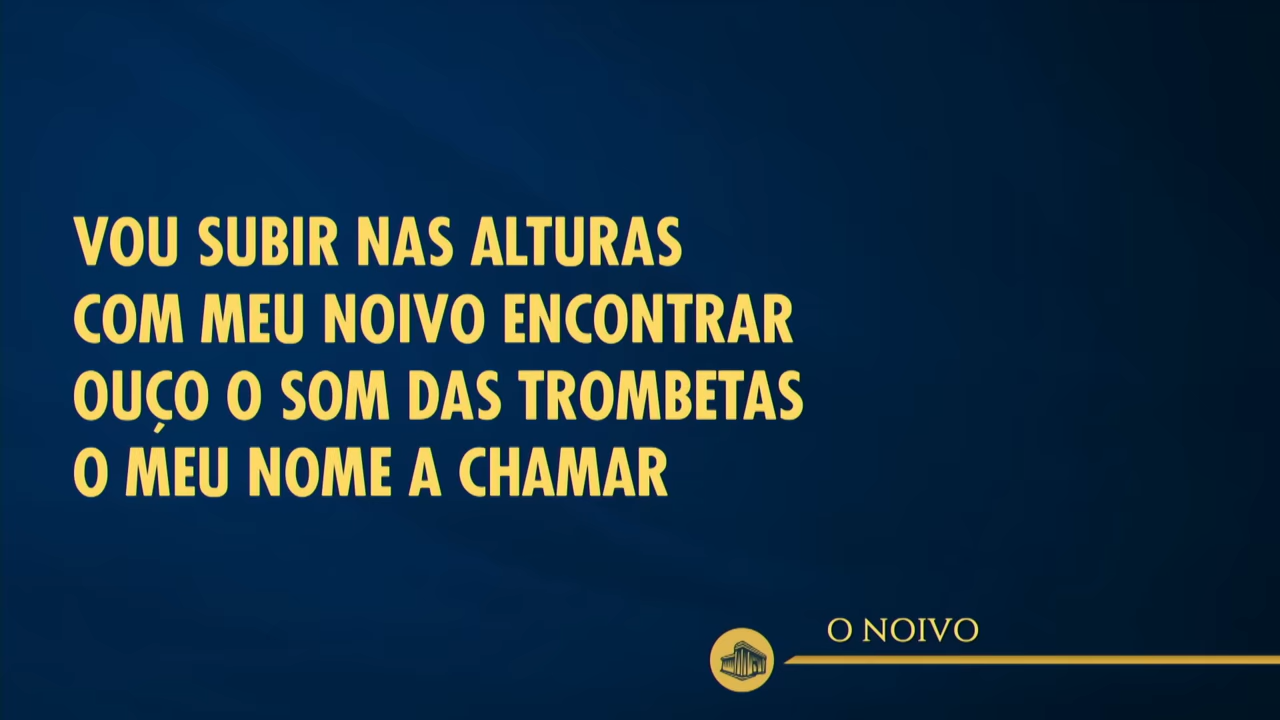 VOU SUBIR NAS ALTURAS
COM MEU NOIVO ENCONTRAR
OUÇO O SOM DAS TROMBETAS
O MEU NOME A CHAMAR
O NOIVO